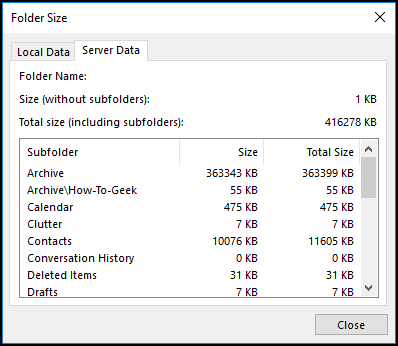 Folder Size
Local Data Server Data
Folder Name:
Size (without subfolders): 1 KB
Total size (including subfolders): 416278 KB
Subfolder Size Total Size
Archive 363343 KB 363399 KB
Archive\How-To-Geek 55 KB 55 KB
Calendar 475 KB 475 KB
Clutter 7 KB 7 KB
Contacts 10076 KB 11605 KB
Conversation History 0 KB 0 KB
Deleted Items 31 KB 31 KB
Drafts 7 KB 7 KB
Close